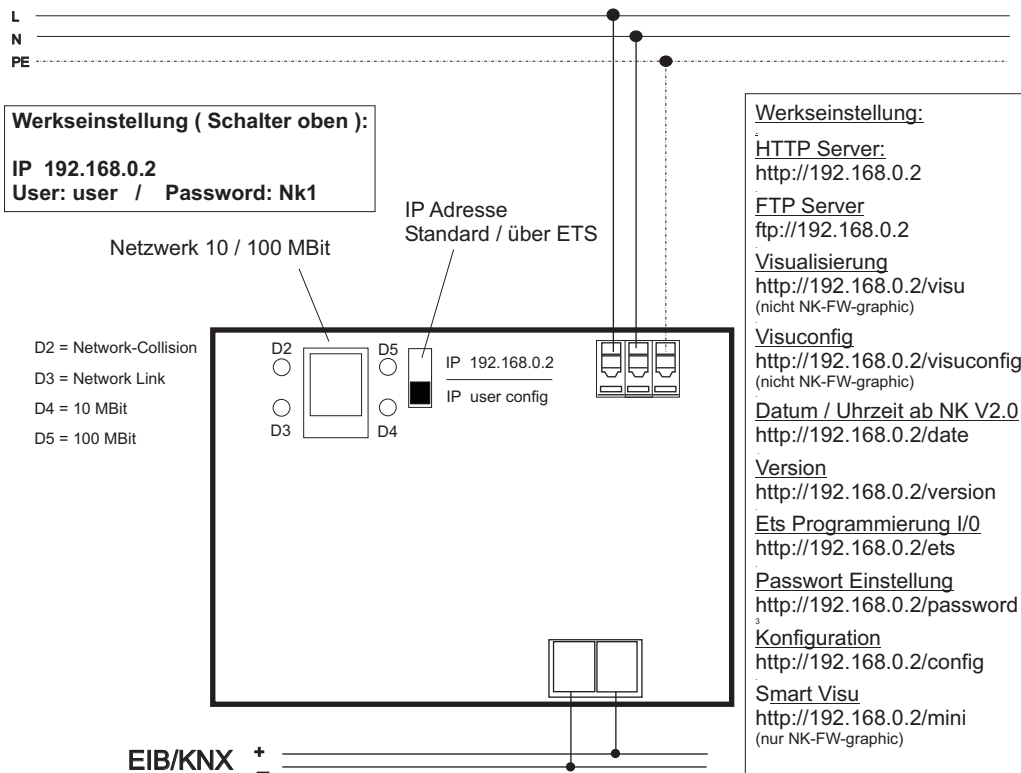 L
N
PE
Werkseinstellung ( Schalter oben ):
IP 192.168.0.2
User: user / Password: Nk1
IP Adresse
Standard / über ETS
Netzwerk 10 / 100 MBit
D2 = Network-Collision
D3 = Network Link
D4 = 10 MBit
D5 = 100 MBit
D2
D5
D3
D4
IP 192.168.0.2
IP user config
EIB/KNX + –
Werkseinstellung:
HTTP Server:
http://192.168.0.2
FTP Server
ftp://192.168.0.2
Visualisierung
http://192.168.0.2/visu
(nicht NK-FW-graphic)
Visuconfig
http://192.168.0.2/visuconfig
(nicht NK-FW-graphic)
Datum / Uhrzeit ab NK V2.0
http://192.168.0.2/date
Version
http://192.168.0.2/version
Ets Programmierung I/0
http://192.168.0.2/ets
Passwort Einstellung
http://192.168.0.2/password
3
Konfiguration
http://192.168.0.2/config
Smart Visu
http://192.168.0.2/mini
(nur NK-FW-graphic)